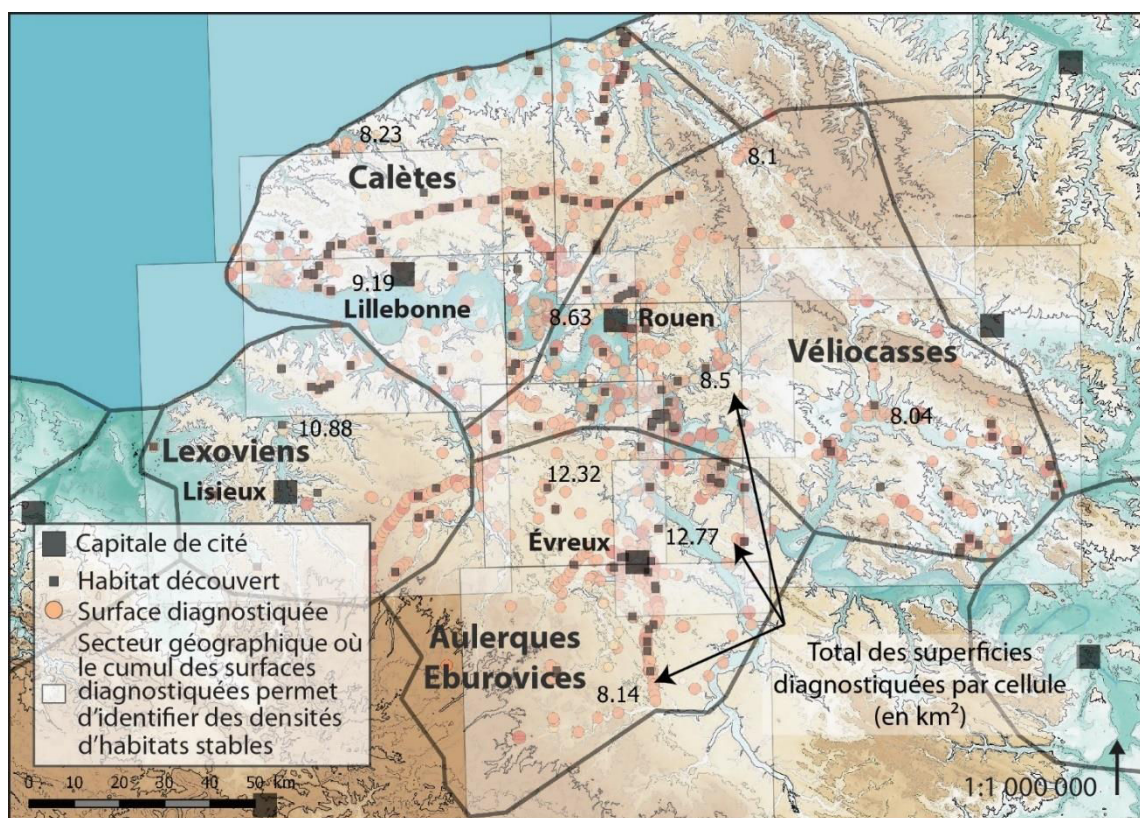 8.23
8.1
Calètes
9.19
Lillebonne
8.63
Rouen
Véliocasses
8.5
8.04
10.88
Lexoviens
Lisieux
12.32
12.77
Évreux
Aulerques
Eburovices
8.14
Capitale de cité
Habitat découvert
Surface diagnostiquée
Secteur géographique où
le cumul des surfaces
diagnostiquées permet
d'identifier des densités
d'habitats stables
Total des superficies
diagnostiquées par cellule
(en km²)
0 10 20 30 40 50 km
1:1 000 000